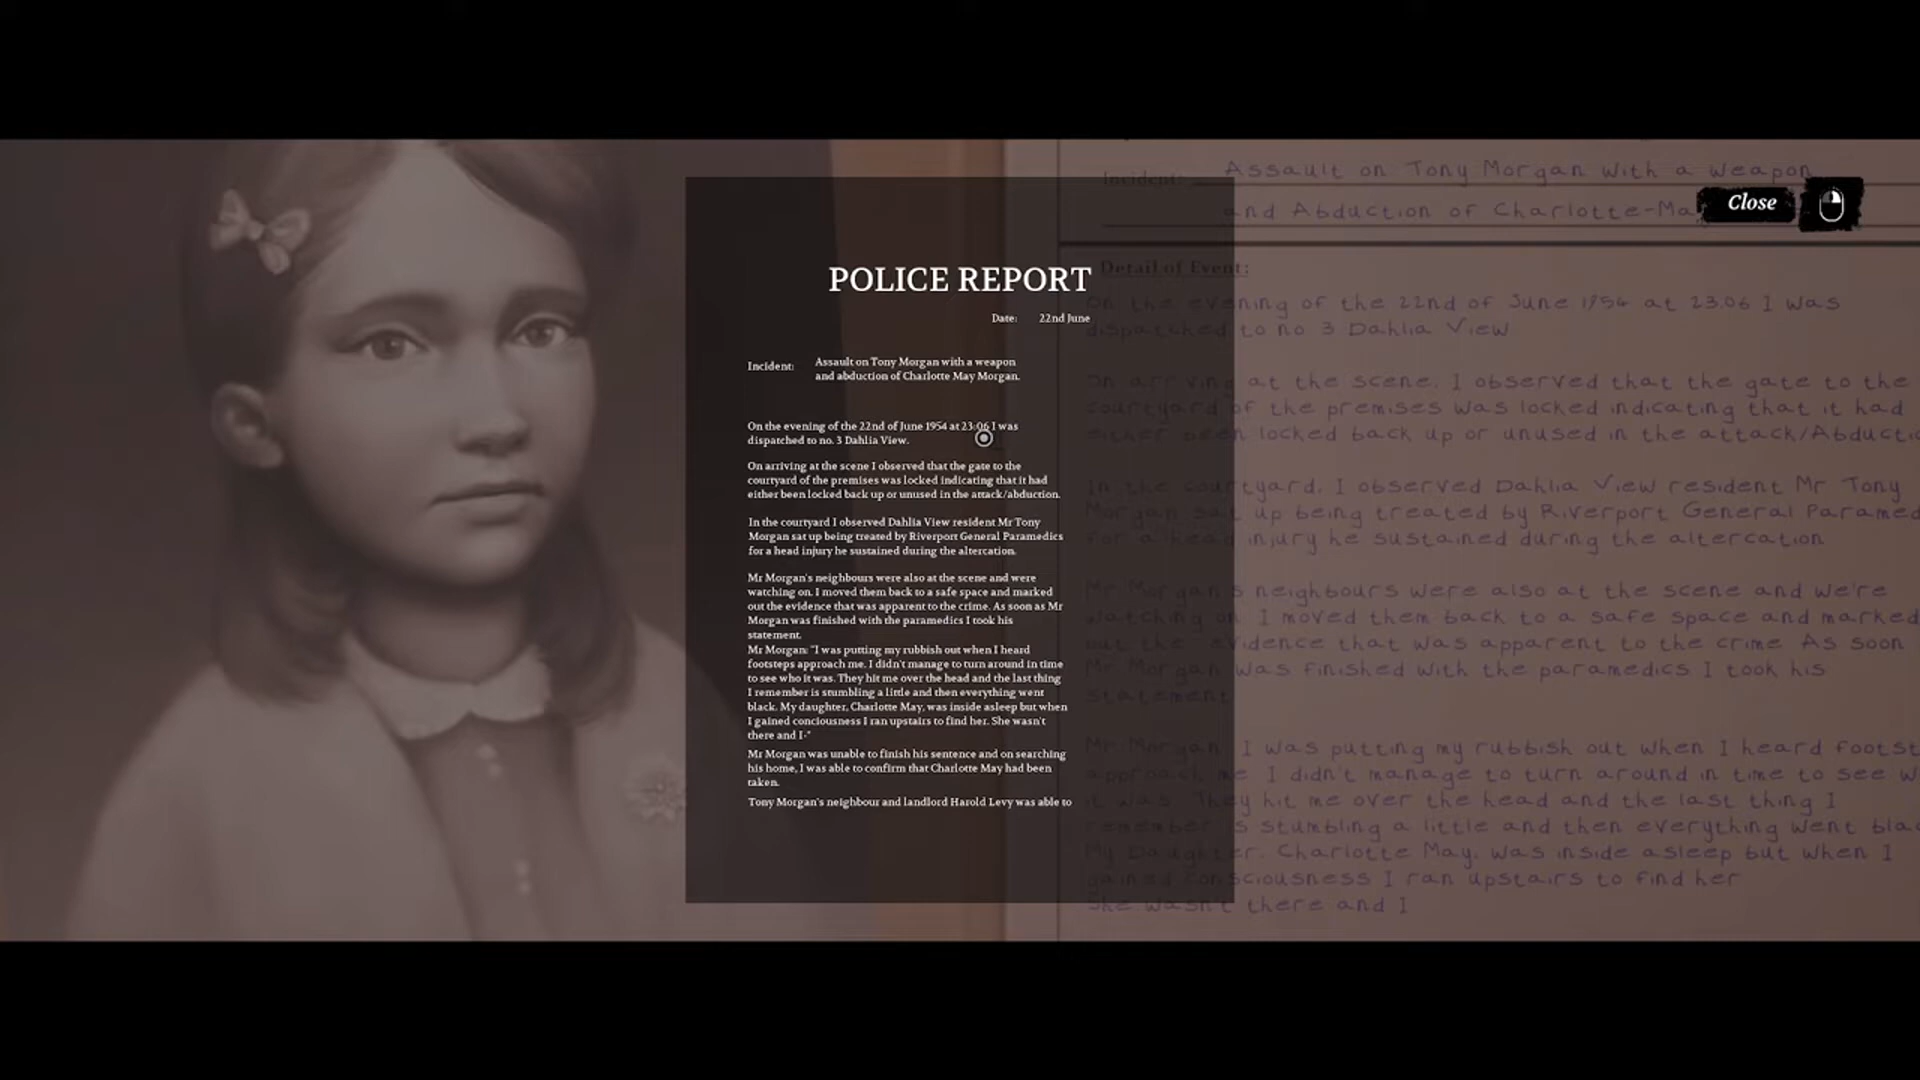 POLICE REPORT
Date: 22nd June
Incident: Assault on Tony Morgan with a weapon
and abduction of Charlotte May Morgan.
On the evening of the 22nd of June 1954 at 23:06 I was
dispatched to no. 3 Dahlia View.
On arriving at the scene I observed that the gate to the
courtyard of the premises was locked indicating that it had
either been locked back up or unused in the attack/abduction.
In the courtyard I observed Dahlia View resident Mr Tony
Morgan sat up being treated by Riverport General Paramedics
for a head injury he sustained during the altercation.
Mr Morgan's neighbours were also at the scene and were
watching on. I moved them back to a safe space and marked
out the evidence that was apparent to the crime. As soon as Mr
Morgan was finished with the paramedics I took his
statement.
Mr Morgan: "I was putting my rubbish out when I heard
footsteps approach me. I didn't manage to turn around in time
to see who it was. They hit me over the head and the last thing
I remember is stumbling a little and then everything went
black. My daughter, Charlotte May, was inside asleep but when
I gained conciousness I ran upstairs to find her. She wasn't
there and I-"
Mr Morgan was unable to finish his sentence and on searching
his home, I was able to confirm that Charlotte May had been
taken.
Tony Morgan's neighbour and landlord Harold Levy was able to
Close
Incident: Assault on Tony Morgan with a weapon
and Abduction of Charlotte-Ma
Detail of Event:
On the evening of the 22nd of June 1954 at 23.06 I was
dispatched to no 3 Dahlia View
On arriving at the scene, I observed that the gate to the
courtyard of the premises was locked indicating that it had
either been locked back up or unused in the attack/Abductio
In the courtyard, I observed Dahlia View resident Mr Tony
Morgan sat up being treated by Riverport General Paramed
for a head injury he sustained during the altercation
Mr Morgan's neighbours were also at the scene and we're
watching on I moved them back to a safe space and marked
out the evidence that was apparent to the crime As soon
Mr Morgan was finished with the paramedics I took his
statement
Mr Morgan I was putting my rubbish out when I heard footst
approach me I didn't manage to turn around in time to see w
it was. They hit me over the head and the last thing I
remember is stumbling a little and then everything went blac
My Daughter, Charlotte May, was inside asleep but when I
gained consciousness I ran upstairs to find her
She wasn't there and I